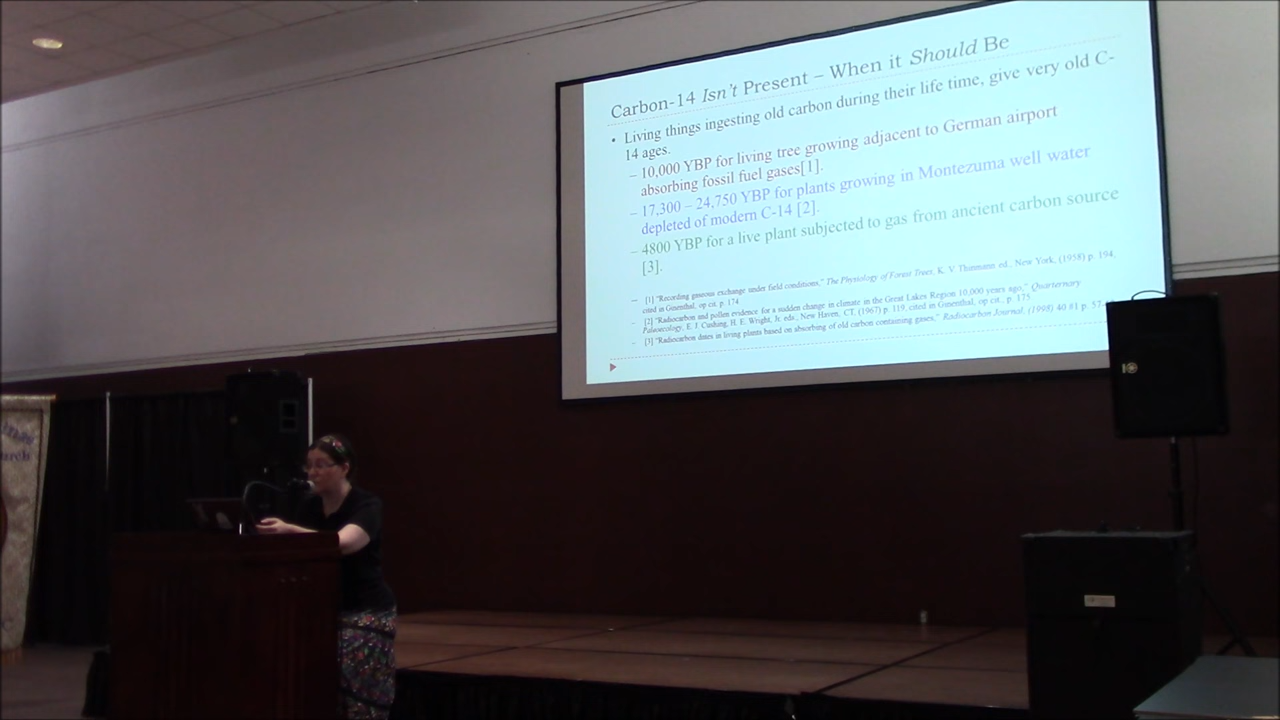 Carbon-14 Isn't Present – When it Should Be
• Living things ingesting old carbon during their life time, give very old C-
14 ages.
– 10,000 YBP for living tree growing adjacent to German airport
absorbing fossil fuel gases[1].
– 17,300 – 24,750 YBP for plants growing in Montezuma well water
depleted of modern C-14 [2].
– 4800 YBP for a live plant subjected to gas from ancient carbon source
[3].
– [1] "Recording gaseous exchange under field conditions," The Physiology of Forest Trees, K. V. Thimmann ed., New York, (1958) p. 194,
cited in Ginenthal, op cit. p. 174
– [2] "Radiocarbon and pollen evidence for a sudden change in climate in the Great Lakes Region 10,000 years ago," Quarternary
Palaeecology, E. J. Cushing, H. E. Wright, Jr. eds., New Haven, CT, (1967) p. 119, cited in Ginenthal, op cit., p. 175
– [3] "Radiocarbon dates in living plants based on absorbing of old carbon containing gases," Radiocarbon Journal. (1998) 40 81 p.